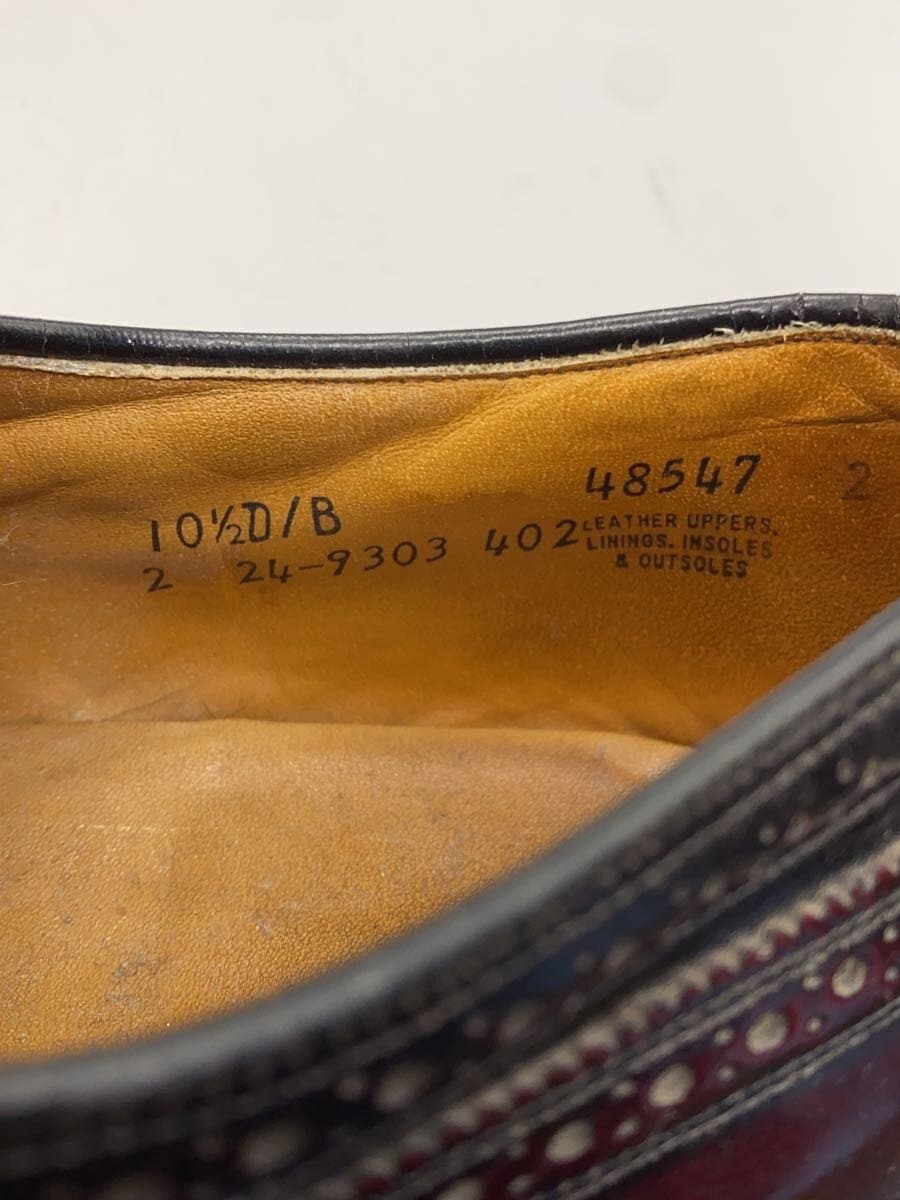 48547 2
10½D/B
2 24-9303 402
LEATHER UPPERS.
LININGS. INSOLES
& OUTSOLES